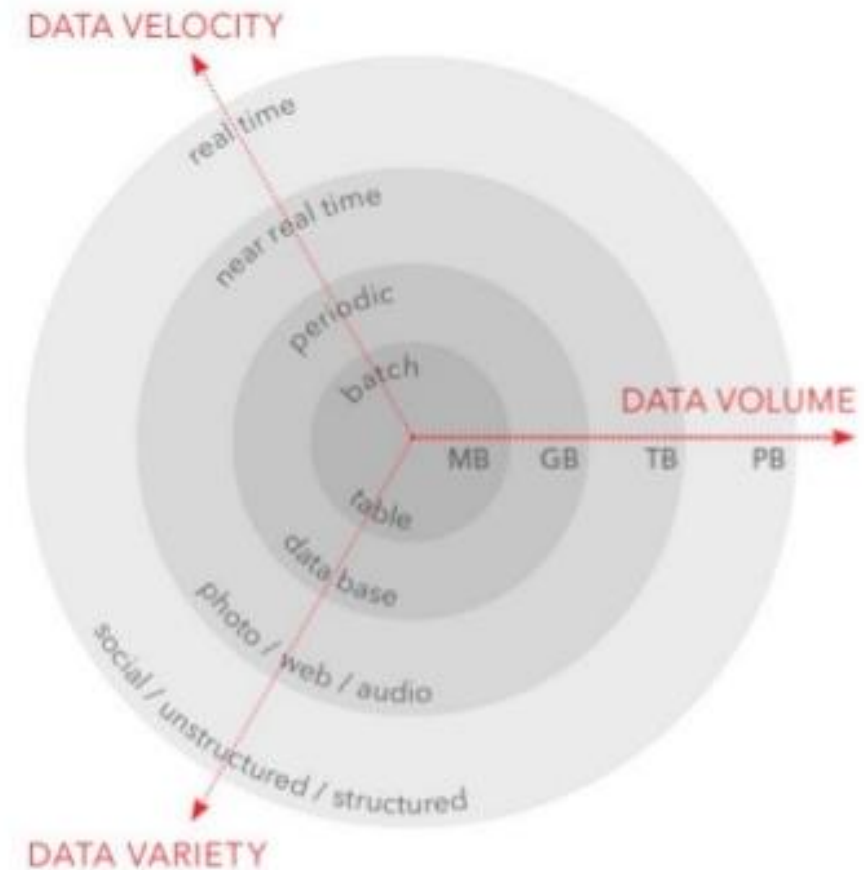 DATA VELOCITY
real time
near real time
periodic
batch
DATA VOLUME
MB GB TB PB
table
data base
photo / web / audio
social / unstructured / structured
DATA VARIETY